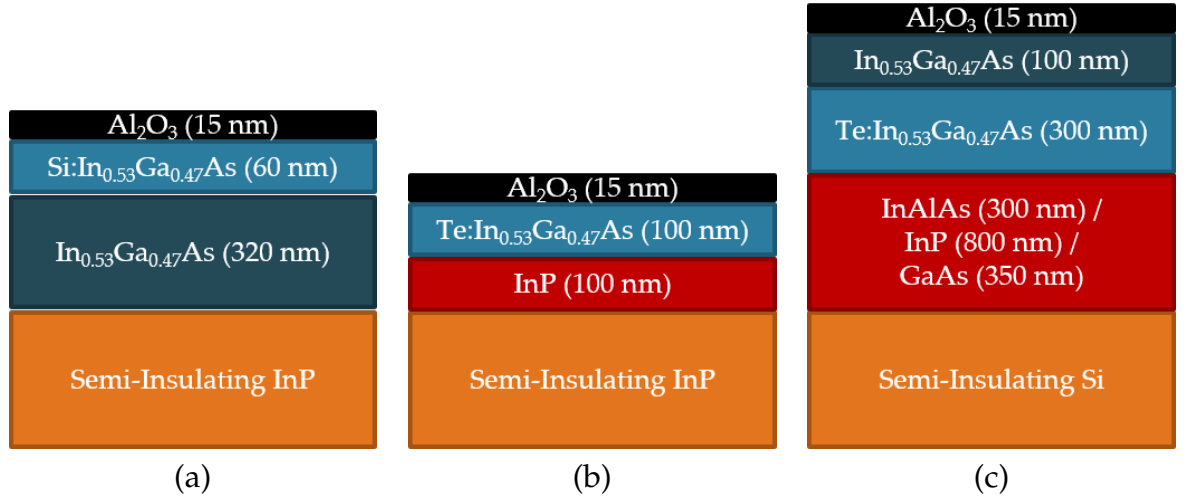 Al₂O₃ (15 nm)
Si:In₀.₅₃Ga₀.₄₇As (60 nm)
In₀.₅₃Ga₀.₄₇As (320 nm)
Semi-Insulating InP
(a)
Al₂O₃ (15 nm)
Te:In₀.₅₃Ga₀.₄₇As (100 nm)
InP (100 nm)
Semi-Insulating InP
(b)
Al₂O₃ (15 nm)
In₀.₅₃Ga₀.₄₇As (100 nm)
Te:In₀.₅₃Ga₀.₄₇As (300 nm)
InAlAs (300 nm) /
InP (800 nm) /
GaAs (350 nm)
Semi-Insulating Si
(c)